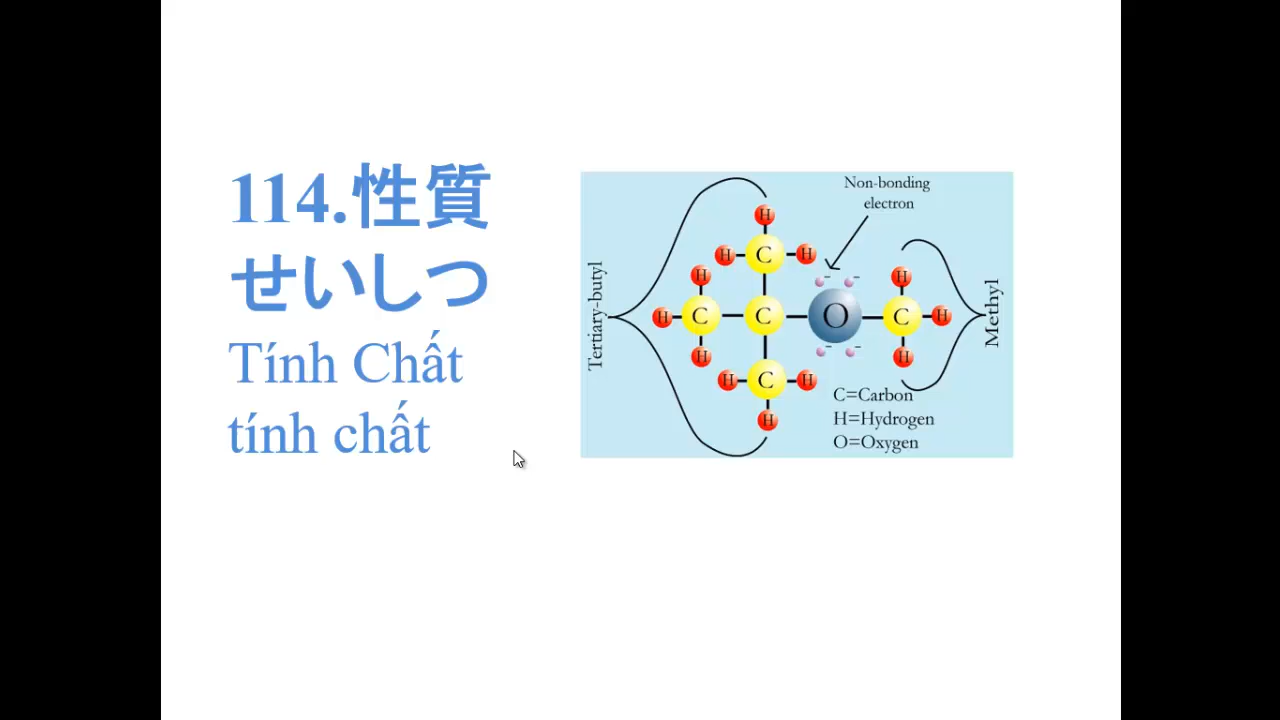 114.性質
せいしつ
Tính Chất
tính chất
Non-bonding
electron
Tertiary-butyl
Methyl
H
H C H
H H
H C C O C H
H H
H C H
H
C=Carbon
H=Hydrogen
O=Oxygen